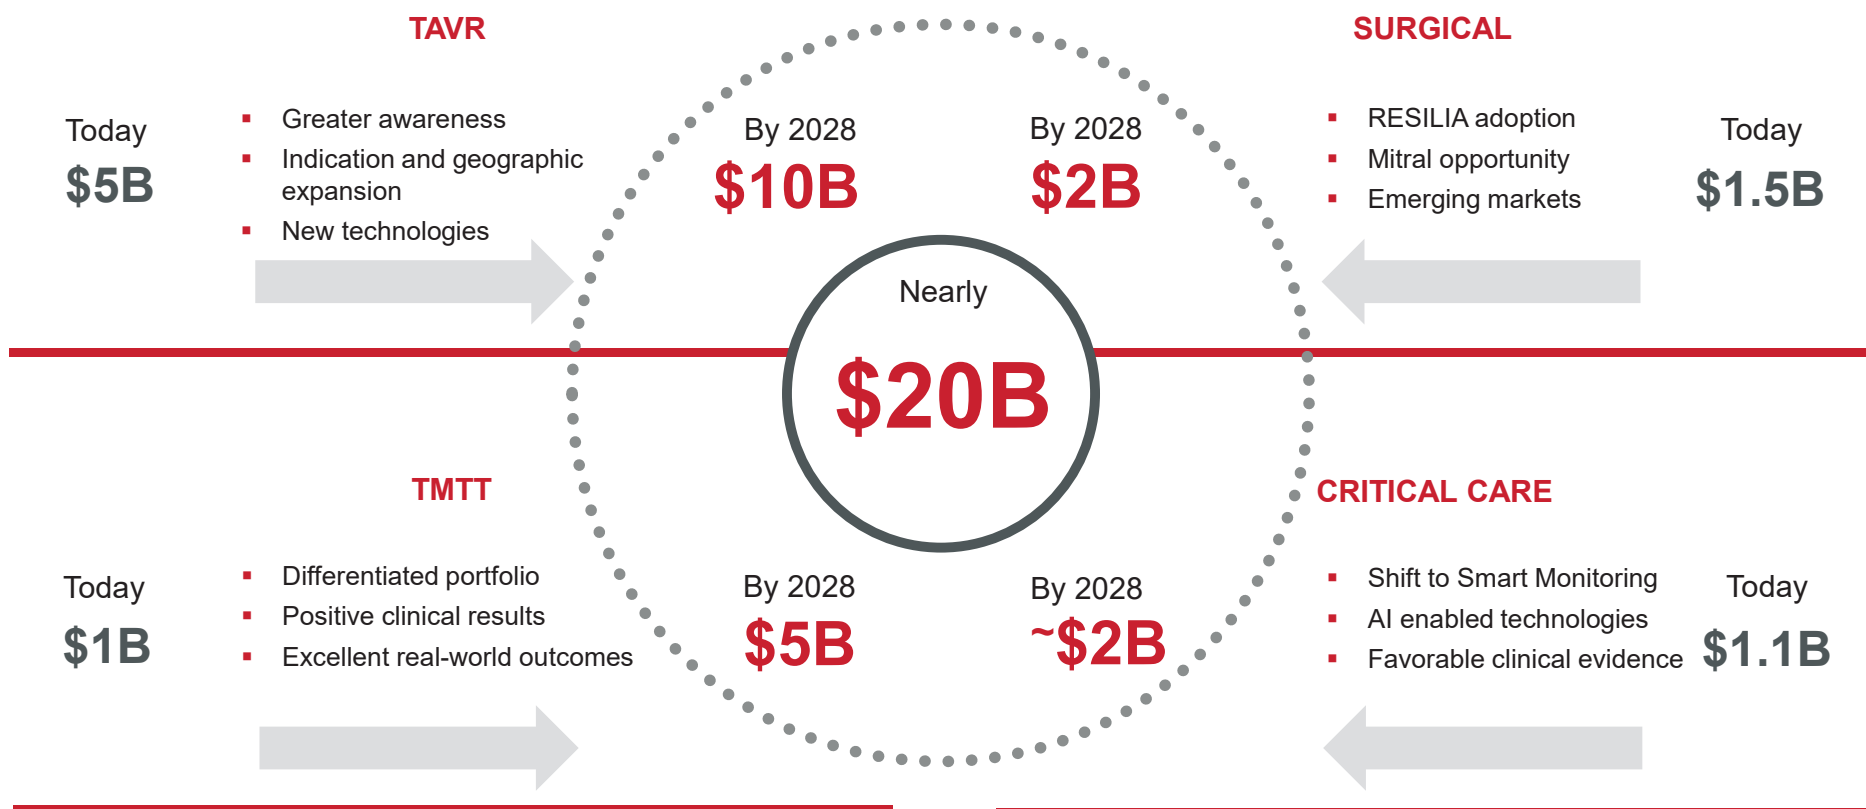 TAVR
Today
$5B
Greater awareness
Indication and geographic
expansion
New technologies
By 2028
$10B
SURGICAL
By 2028
$2B
RESILIA adoption
Mitral opportunity
Emerging markets
Today
$1.5B
Nearly
$20B
TMTT
Today
$1B
Differentiated portfolio
Positive clinical results
Excellent real-world outcomes
By 2028
$5B
CRITICAL CARE
By 2028
~$2B
Shift to Smart Monitoring
AI enabled technologies
Favorable clinical evidence
Today
$1.1B